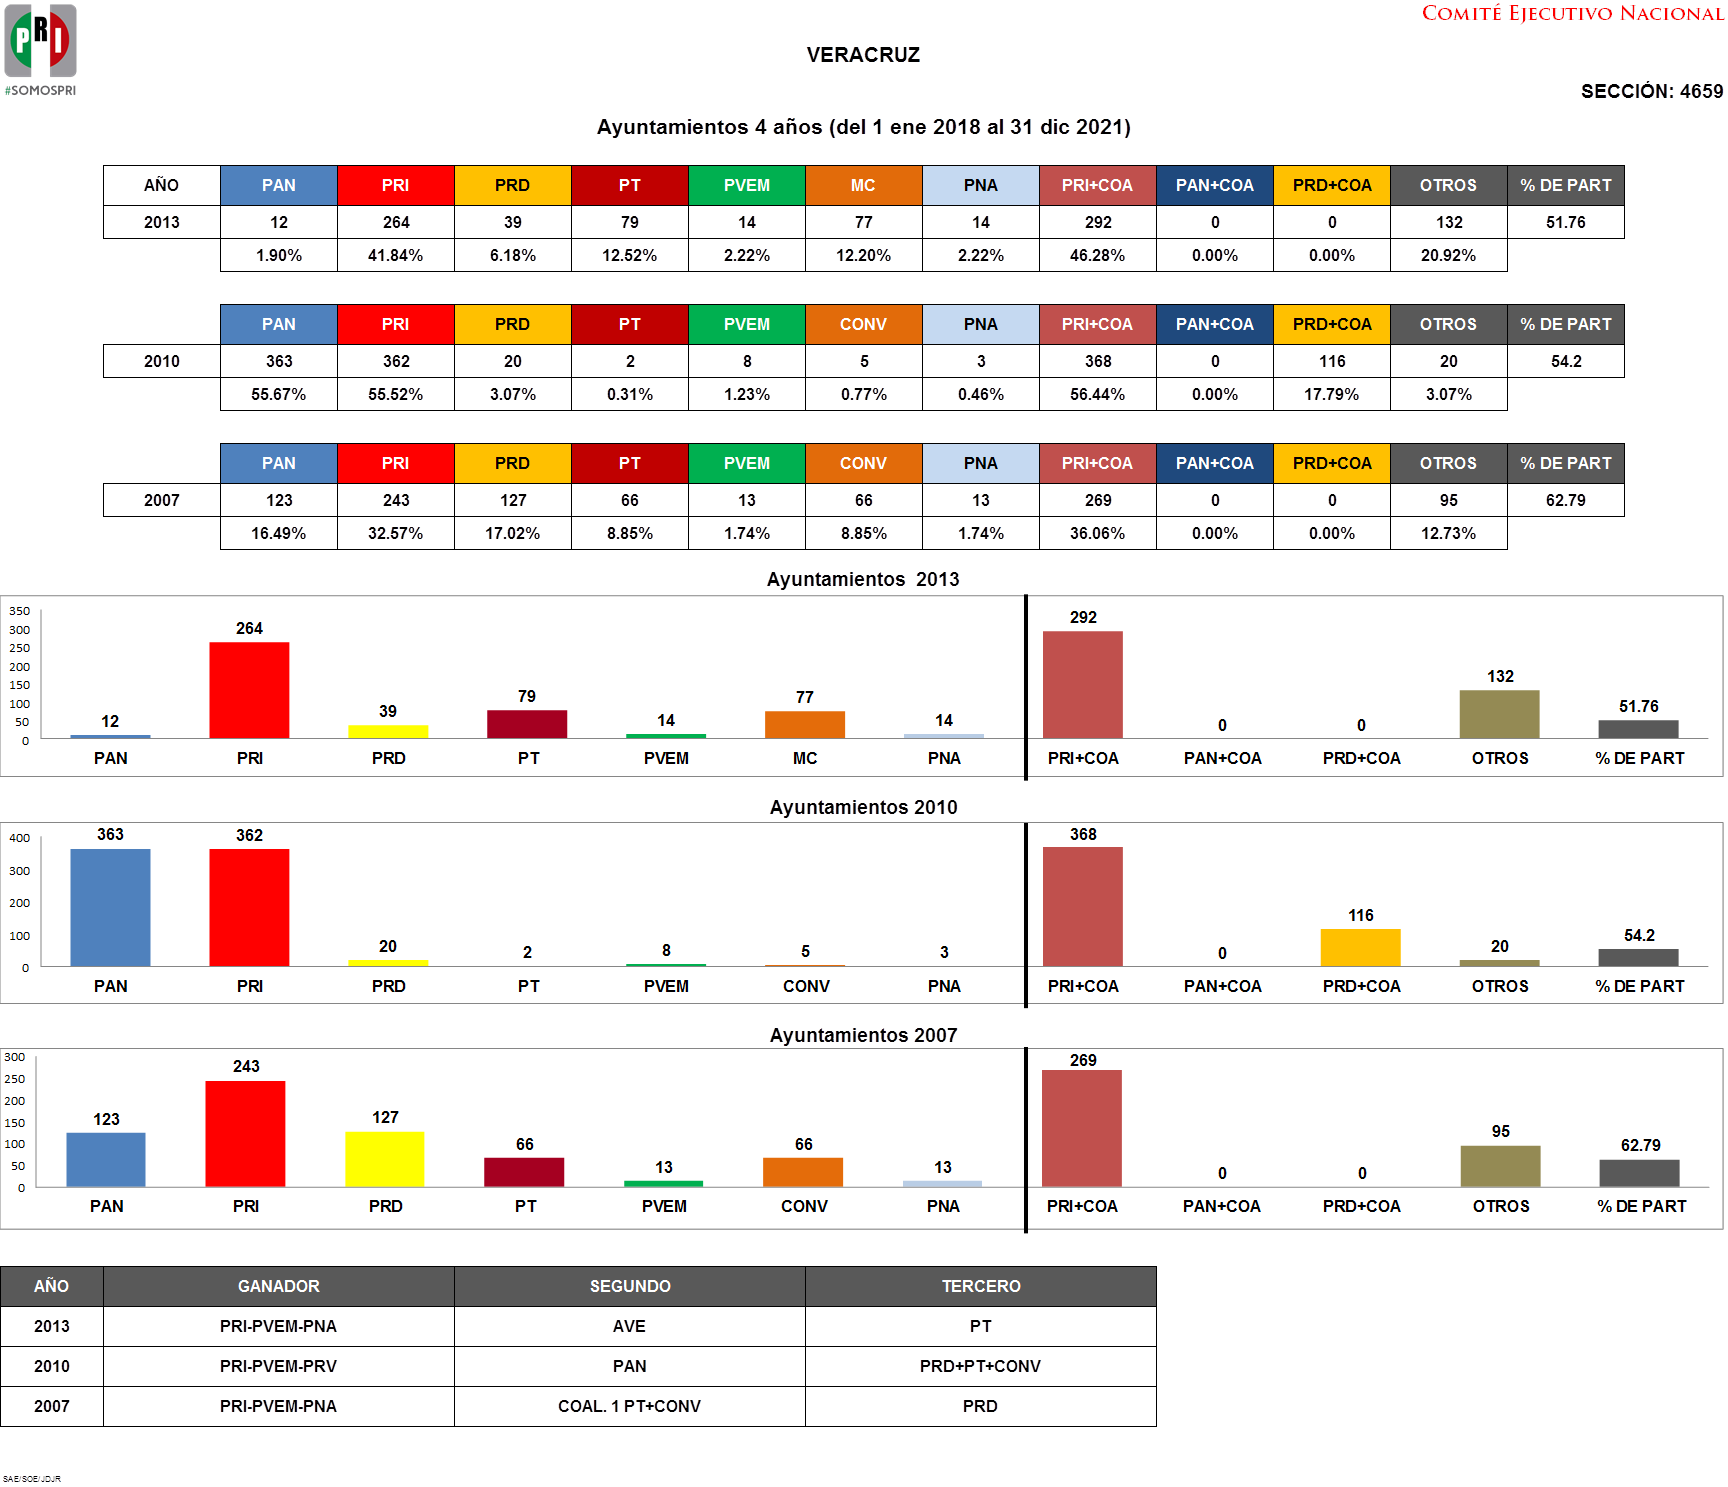 PRI
#SOMOSPRI
COMITÉ EJECUTIVO NACIONAL
VERACRUZ
SECCIÓN: 4659
Ayuntamientos 4 años (del 1 ene 2018 al 31 dic 2021)
AÑO PAN PRI PRD PT PVEM MC PNA PRI+COA PAN+COA PRD+COA OTROS % DE PART
2013 12 264 39 79 14 77 14 292 0 0 132 51.76
1.90% 41.84% 6.18% 12.52% 2.22% 12.20% 2.22% 46.28% 0.00% 0.00% 20.92%
PAN PRI PRD PT PVEM CONV PNA PRI+COA PAN+COA PRD+COA OTROS % DE PART
2010 363 362 20 2 8 5 3 368 0 116 20 54.2
55.67% 55.52% 3.07% 0.31% 1.23% 0.77% 0.46% 56.44% 0.00% 17.79% 3.07%
PAN PRI PRD PT PVEM CONV PNA PRI+COA PAN+COA PRD+COA OTROS % DE PART
2007 123 243 127 66 13 66 13 269 0 0 95 62.79
16.49% 32.57% 17.02% 8.85% 1.74% 8.85% 1.74% 36.06% 0.00% 0.00% 12.73%
Ayuntamientos 2013
350
300
250
200
150
100
50
0
12 264 39 79 14 77 14 292 0 0 132 51.76
PAN PRI PRD PT PVEM MC PNA PRI+COA PAN+COA PRD+COA OTROS % DE PART
Ayuntamientos 2010
400
300
200
100
0
363 362 20 2 8 5 3 368 0 116 20 54.2
PAN PRI PRD PT PVEM CONV PNA PRI+COA PAN+COA PRD+COA OTROS % DE PART
Ayuntamientos 2007
300
250
200
150
100
50
0
123 243 127 66 13 66 13 269 0 0 95 62.79
PAN PRI PRD PT PVEM CONV PNA PRI+COA PAN+COA PRD+COA OTROS % DE PART
AÑO GANADOR SEGUNDO TERCERO
2013 PRI-PVEM-PNA AVE PT
2010 PRI-PVEM-PRV PAN PRD+PT+CONV
2007 PRI-PVEM-PNA COAL. 1 PT+CONV PRD
SAE/SOE/JDJR